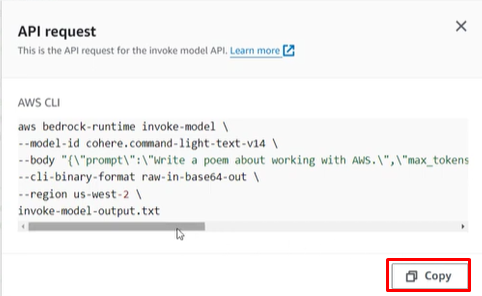 API request
This is the API request for the invoke model API. Learn more
AWS CLI
aws bedrock-runtime invoke-model \
--model-id cohere.command-light-text-v14 \
--body "{\"prompt\":\"Write a poem about working with AWS.\",\"max_tokens
--cli-binary-format raw-in-base64-out \
--region us-west-2 \
invoke-model-output.txt
Copy